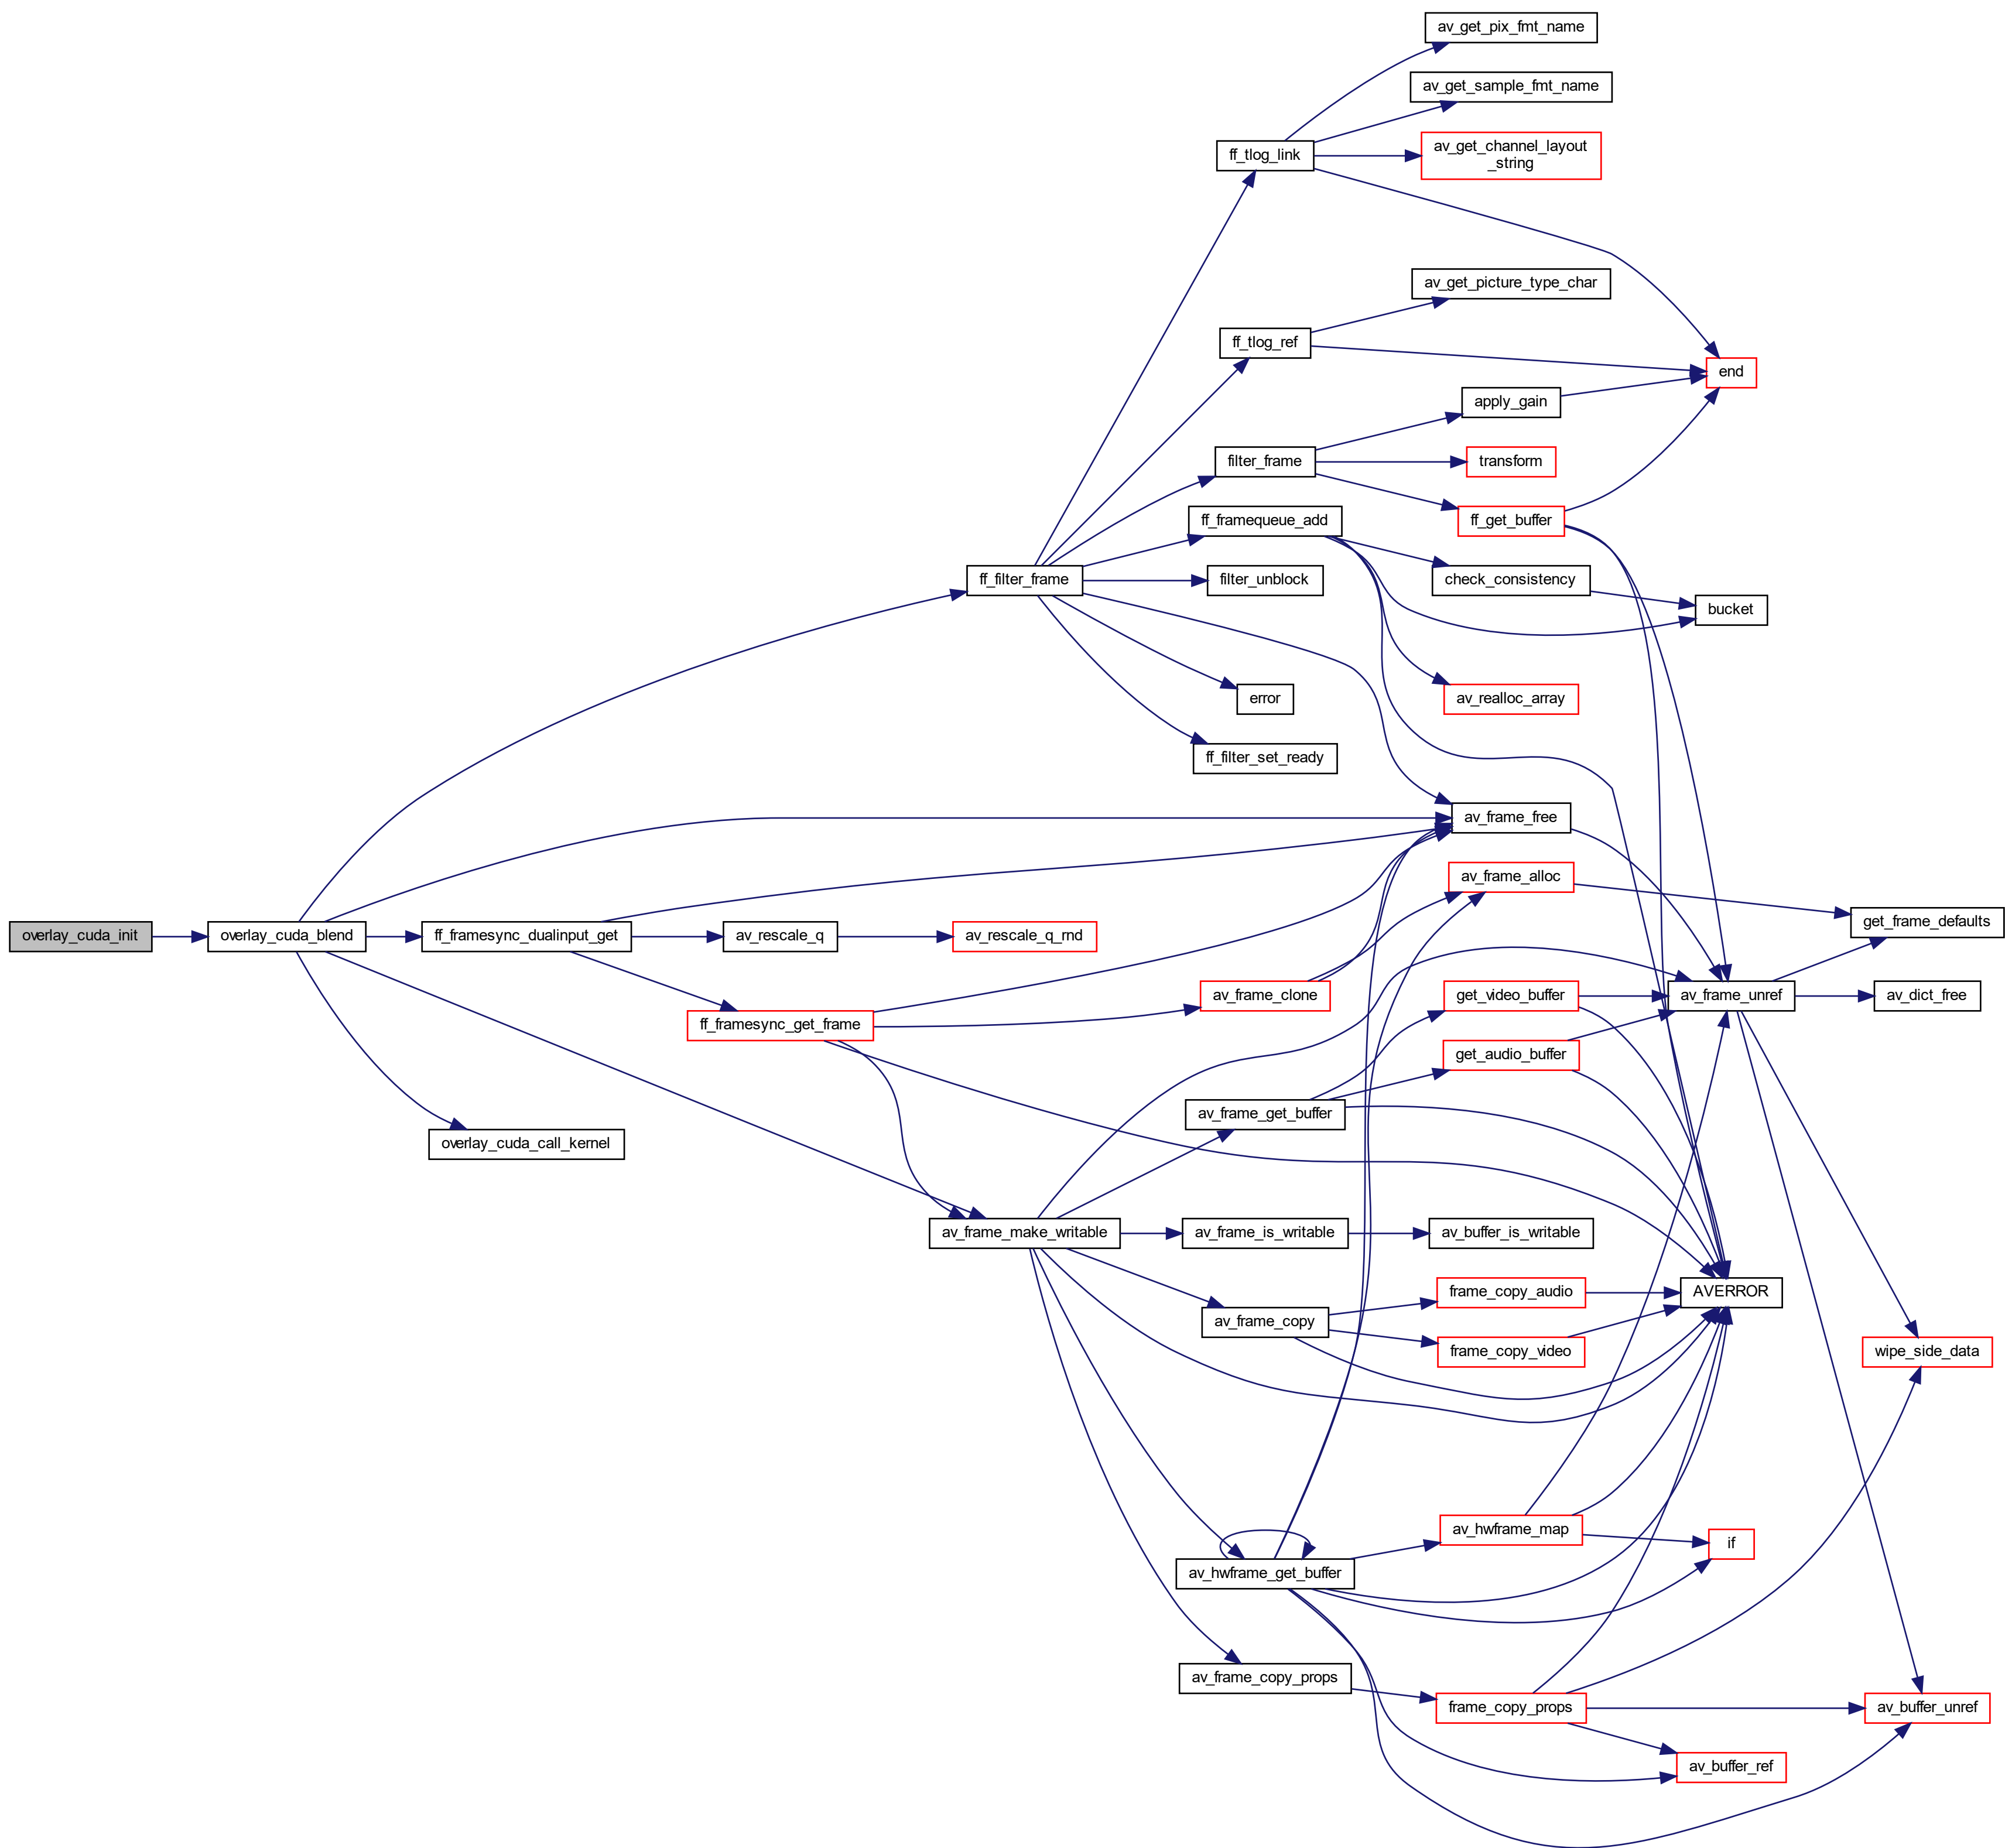 av_get_pix_fmt_name
av_get_sample_fmt_name
ff_tlog_link
av_get_channel_layout
_string
av_get_picture_type_char
ff_tlog_ref
end
apply_gain
filter_frame
transform
ff_framequeue_add
ff_get_buffer
ff_filter_frame
filter_unblock
check_consistency
bucket
error
av_realloc_array
ff_filter_set_ready
av_frame_free
av_frame_alloc
overlay_cuda_init
overlay_cuda_blend
ff_framesync_dualinput_get
av_rescale_q
av_rescale_q_rnd
get_frame_defaults
ff_framesync_get_frame
av_frame_clone
get_video_buffer
av_frame_unref
av_dict_free
get_audio_buffer
av_frame_get_buffer
overlay_cuda_call_kernel
av_frame_make_writable
av_frame_is_writable
av_buffer_is_writable
frame_copy_audio
AVERROR
av_frame_copy
frame_copy_video
wipe_side_data
av_hwframe_map
if
av_hwframe_get_buffer
av_frame_copy_props
frame_copy_props
av_buffer_unref
av_buffer_ref